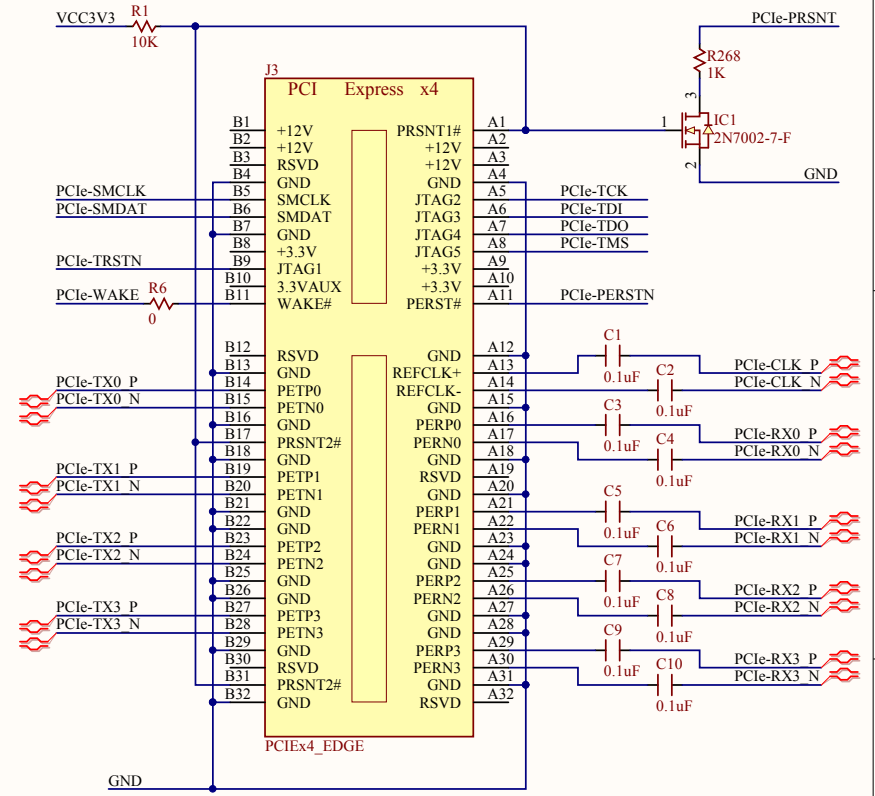 VCC3V3
R1
10K
PCIe-PRSNT
R268
1K
3
1
IC1
2N7002-7-F
2
GND
J3
PCI Express x4
B1 +12V PRSNT1# A1
B2 +12V +12V A2
B3 RSVD +12V A3
B4 GND GND A4
PCIe-SMCLK B5 SMCLK JTAG2 A5 PCIe-TCK
PCIe-SMDAT B6 SMDAT JTAG3 A6 PCIe-TDI
B7 GND JTAG4 A7 PCIe-TDO
B8 +3.3V JTAG5 A8 PCIe-TMS
PCIe-TRSTN B9 JTAG1 +3.3V A9
B10 3.3VAUX +3.3V A10
PCIe-WAKE R6 B11 WAKE# PERST# A11 PCIe-PERSTN
0
B12 RSVD GND A12
B13 GND REFCLK+ A13 C1 0.1uF PCIe-CLK_P
PCIe-TX0_P B14 PETP0 REFCLK- A14 C2 0.1uF PCIe-CLK_N
PCIe-TX0_N B15 PETN0 GND A15
B16 GND PERP0 A16 C3 0.1uF PCIe-RX0_P
B17 PRSNT2# PERN0 A17 C4 0.1uF PCIe-RX0_N
B18 GND GND A18
PCIe-TX1_P B19 PETP1 RSVD A19
PCIe-TX1_N B20 PETN1 GND A20
B21 GND PERP1 A21 C5 0.1uF PCIe-RX1_P
B22 GND PERN1 A22 C6 0.1uF PCIe-RX1_N
PCIe-TX2_P B23 PETP2 GND A23
PCIe-TX2_N B24 PETN2 GND A24
B25 GND PERP2 A25 C7 0.1uF PCIe-RX2_P
B26 GND PERN2 A26 C8 0.1uF PCIe-RX2_N
PCIe-TX3_P B27 PETP3 GND A27
PCIe-TX3_N B28 PETN3 GND A28
B29 GND PERP3 A29 C9 0.1uF PCIe-RX3_P
B30 RSVD PERN3 A30 C10 0.1uF PCIe-RX3_N
B31 PRSNT2# GND A31
B32 GND RSVD A32
PCIEx4_EDGE
GND